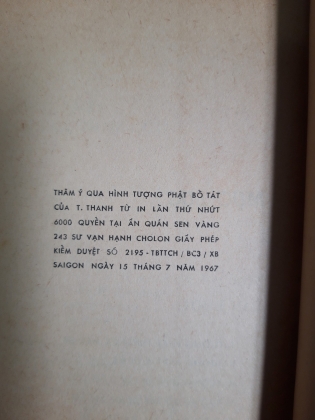 THÂM Ý QUA HÌNH TƯỢNG PHẬT BỒ TÁT
CỦA T. THANH TỪ IN LẦN THỨ NHỨT
6000 QUYỂN TẠI ẤN QUÁN SEN VÀNG
243 SƯ VẠN HẠNH CHOLON GIẤY PHÉP
KIỂM DUYỆT SỐ 2195 - TBTTCH / BC3 / XB
SAIGON NGÀY 15 THÁNG 7 NĂM 1967